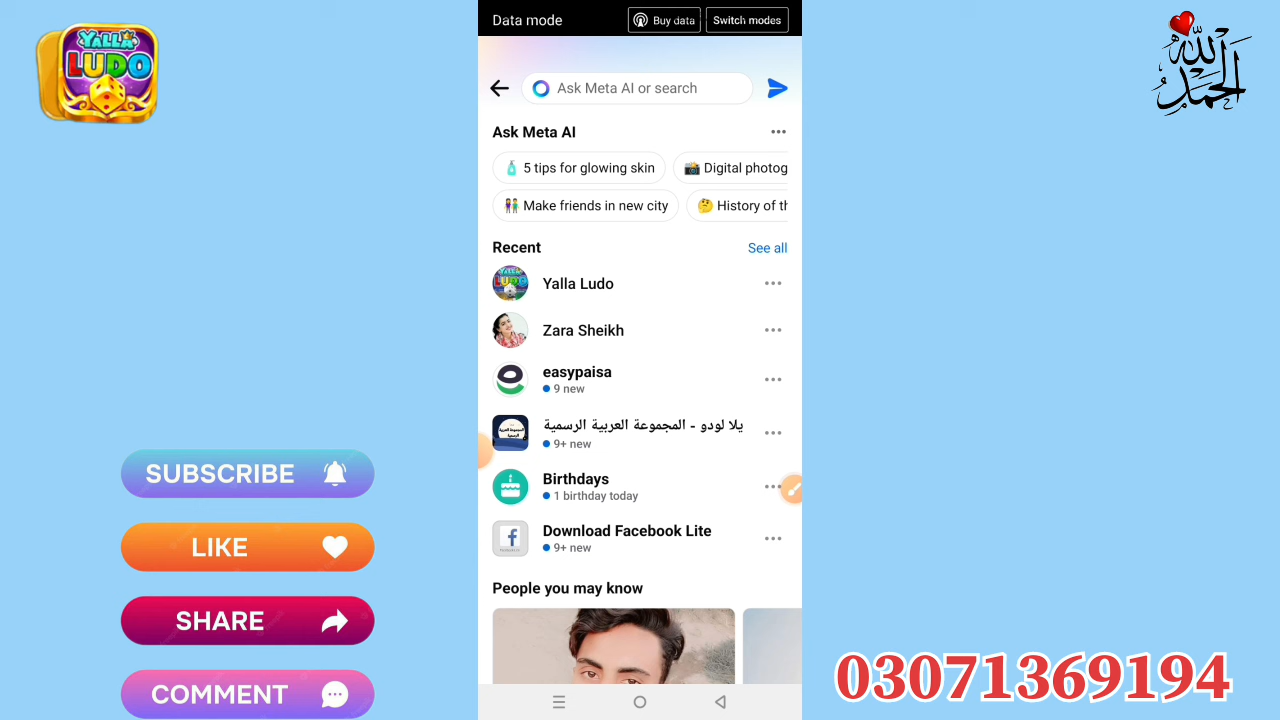 YALLA
LUDO
Data mode
Buy data
Switch modes
الحمد لله
Ask Meta AI or search
Ask Meta AI
5 tips for glowing skin
Digital photog
Make friends in new city
History of th
Recent
See all
Yalla Ludo
Zara Sheikh
easypaisa
9 new
يلا لودو - المجموعة العربية الرسمية
9+ new
Birthdays
1 birthday today
Download Facebook Lite
9+ new
People you may know
SUBSCRIBE
LIKE
SHARE
COMMENT
03071369194